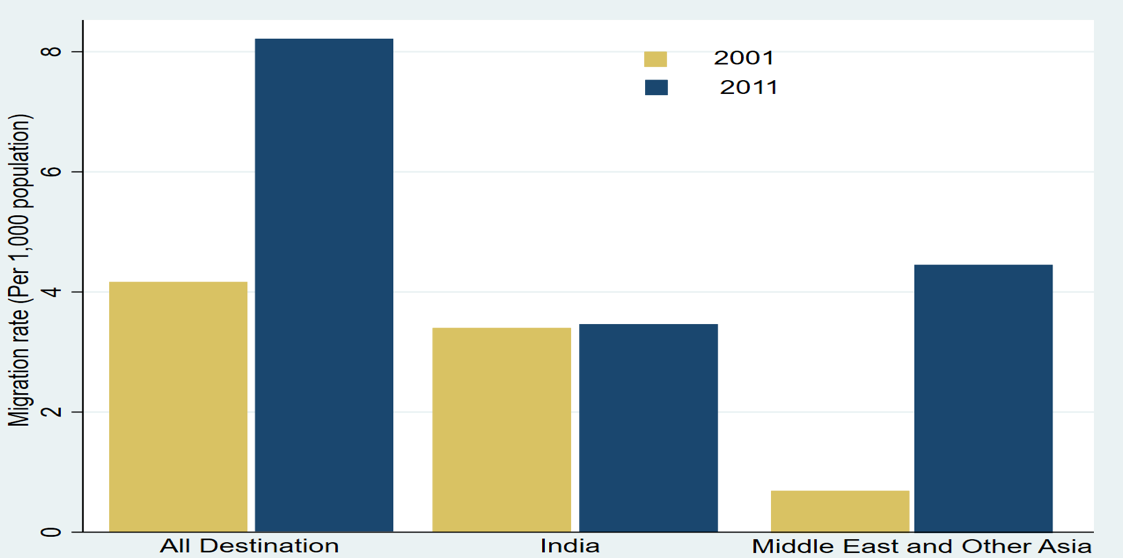 Migration rate (Per 1,000 population)
8
6
4
2
0
2001
2011
All Destination
India
Middle East and Other Asia